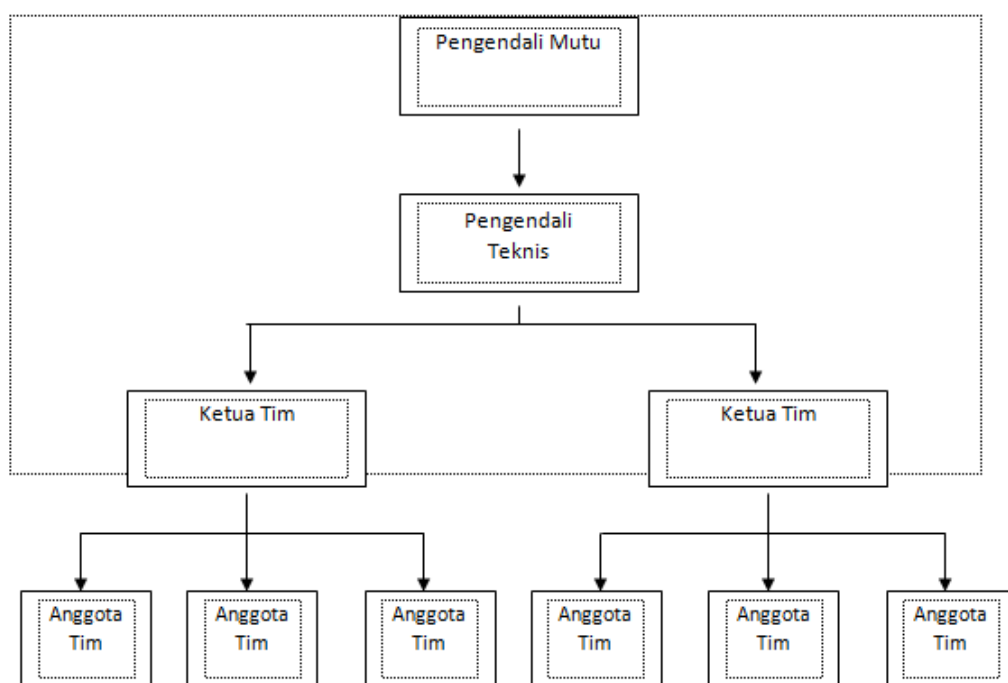 Pengendali Mutu
Pengendali
Teknis
Ketua Tim
Ketua Tim
Anggota
Tim
Anggota
Tim
Anggota
Tim
Anggota
Tim
Anggota
Tim
Anggota
Tim